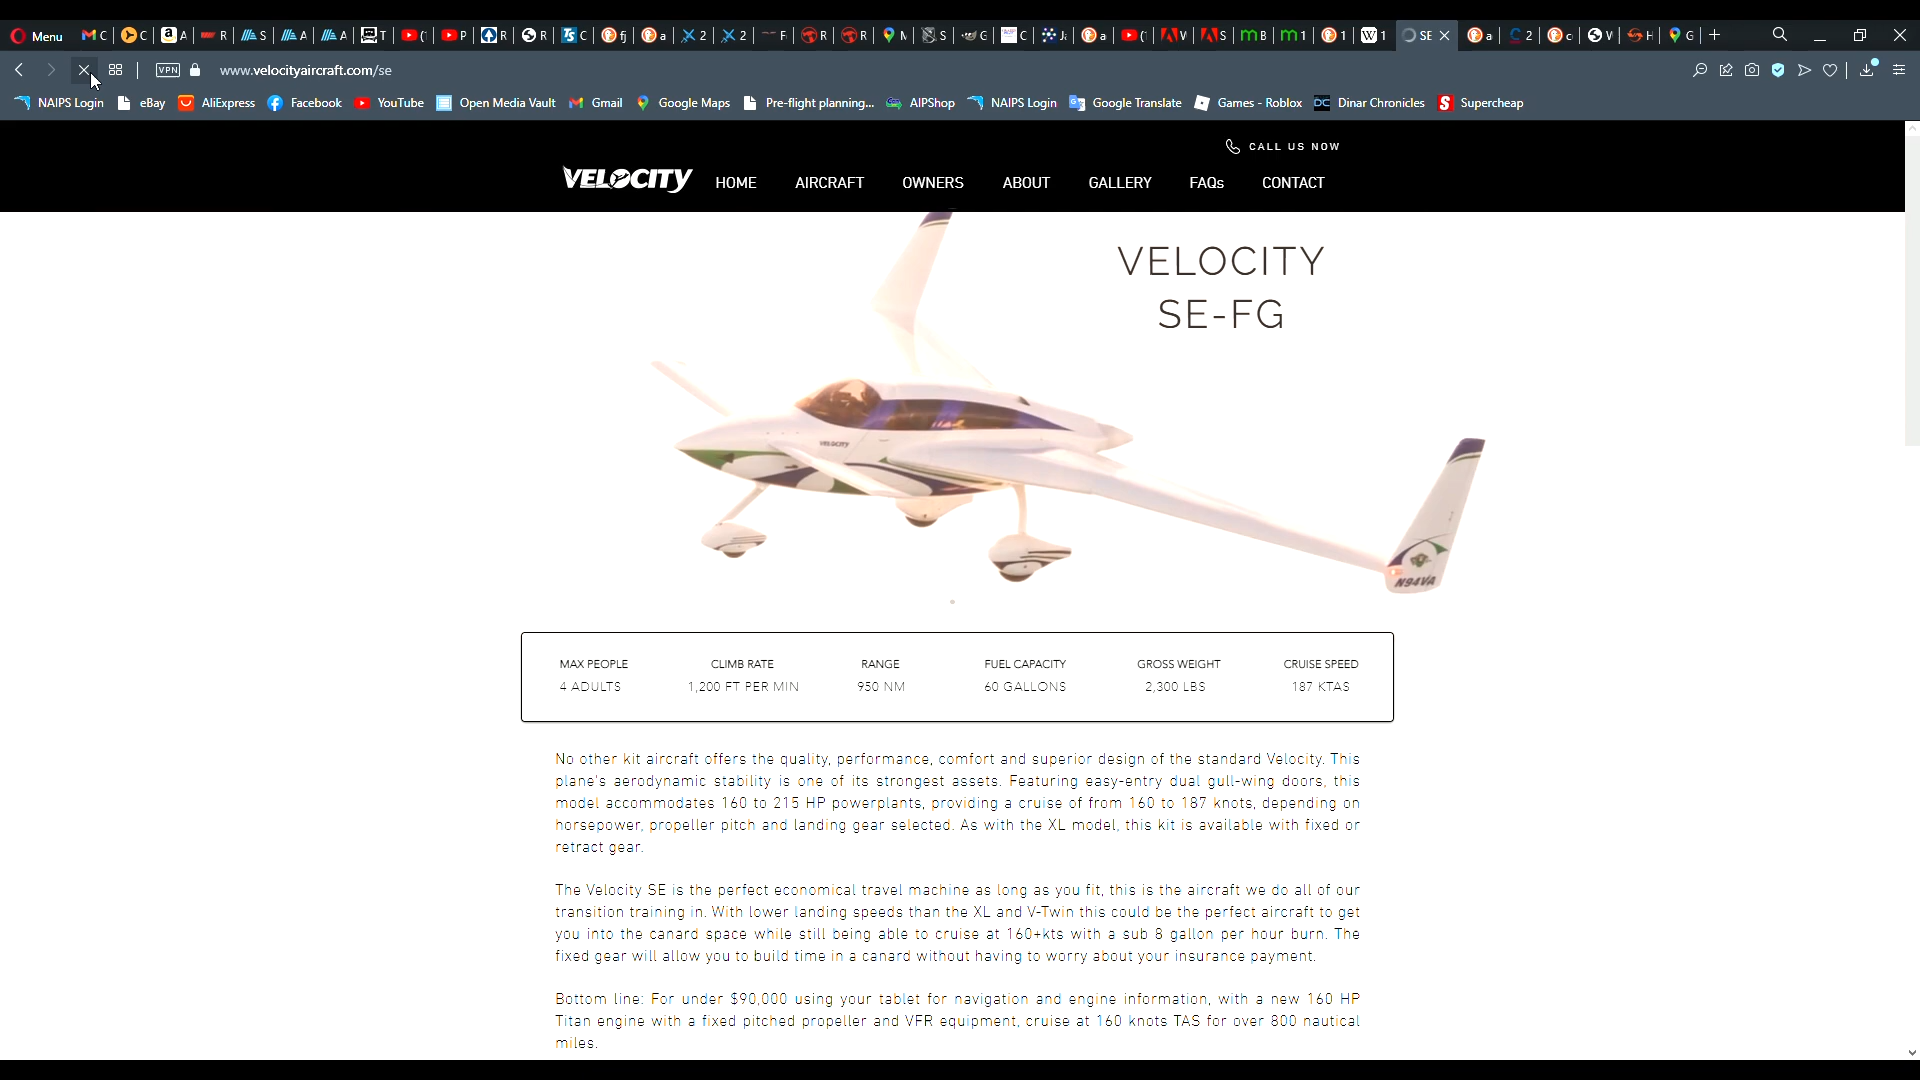 Menu
C C A R S A A T ( P R R C fj a 2 2 F R R M S G C J a ( W S B 1 1 1 SE a 2 c V H G
VPN www.velocityaircraft.com/se
NAIPS Login eBay AliExpress Facebook YouTube Open Media Vault Gmail Google Maps Pre-flight planning... AIPShop NAIPS Login Google Translate Games - Roblox DC Dinar Chronicles S Supercheap
CALL US NOW
VELOCITY HOME AIRCRAFT OWNERS ABOUT GALLERY FAQs CONTACT
VELOCITY
SE-FG
VELOCITY
N94VA
MAX PEOPLE CLIMB RATE RANGE FUEL CAPACITY GROSS WEIGHT CRUISE SPEED
4 ADULTS 1,200 FT PER MIN 950 NM 60 GALLONS 2,300 LBS 187 KTAS
No other kit aircraft offers the quality, performance, comfort and superior design of the standard Velocity. This
plane's aerodynamic stability is one of its strongest assets. Featuring easy-entry dual gull-wing doors, this
model accommodates 160 to 215 HP powerplants, providing a cruise of from 160 to 187 knots, depending on
horsepower, propeller pitch and landing gear selected. As with the XL model, this kit is available with fixed or
retract gear.
The Velocity SE is the perfect economical travel machine as long as you fit, this is the aircraft we do all of our
transition training in. With lower landing speeds than the XL and V-Twin this could be the perfect aircraft to get
you into the canard space while still being able to cruise at 160+kts with a sub 8 gallon per hour burn. The
fixed gear will allow you to build time in a canard without having to worry about your insurance payment.
Bottom line: For under $90,000 using your tablet for navigation and engine information, with a new 160 HP
Titan engine with a fixed pitched propeller and VFR equipment, cruise at 160 knots TAS for over 800 nautical
miles.